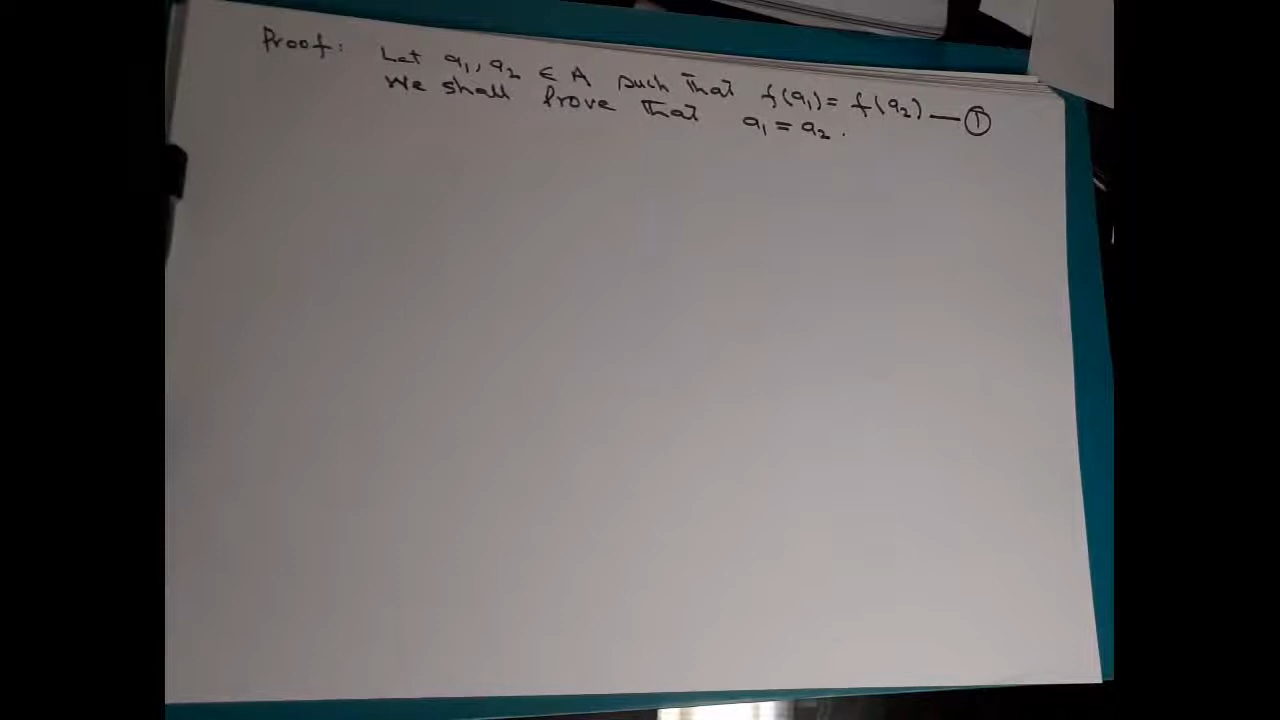 Proof: Let a₁, a₂ ∈ A such that f(a₁) = f(a₂) — ①
We shall prove that a₁ = a₂.